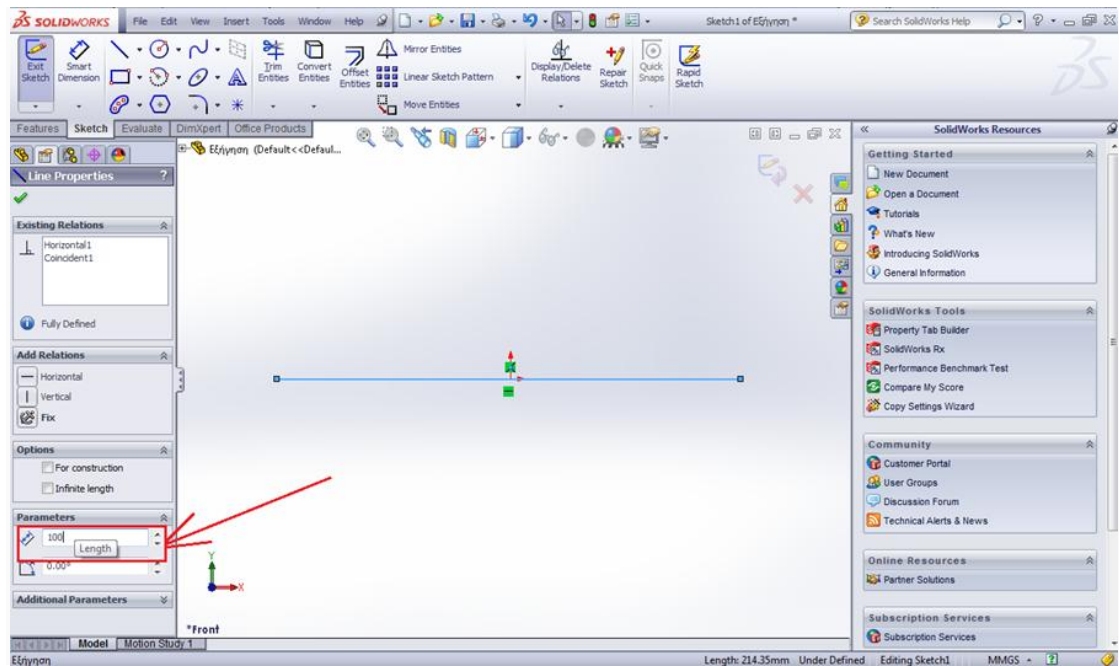 SOLIDWORKS File Edit View Insert Tools Window Help Sketch1 of Εξήγηση * Search SolidWorks Help
Exit Sketch
Smart Dimension
Trim Entities
Convert Entities
Offset Entities
Mirror Entities
Linear Sketch Pattern
Move Entities
Display/Delete Relations
Repair Sketch
Quick Snaps
Rapid Sketch
Features Sketch Evaluate DimXpert Office Products
Εξήγηση (Default<<Defaul...
Line Properties ?
Existing Relations
Horizontal1
Coincident1
Fully Defined
Add Relations
Horizontal
Vertical
Fix
Options
For construction
Infinite length
Parameters
100
Length
0.00°
Additional Parameters
Y
X
*Front
Model Motion Study 1
SolidWorks Resources
Getting Started
New Document
Open a Document
Tutorials
What's New
Introducing SolidWorks
General Information
SolidWorks Tools
Property Tab Builder
SolidWorks Rx
Performance Benchmark Test
Compare My Score
Copy Settings Wizard
Community
Customer Portal
User Groups
Discussion Forum
Technical Alerts & News
Online Resources
Partner Solutions
Subscription Services
Subscription Services
Εξήγηση Length: 214.35mm Under Defined Editing Sketch1 MMGS